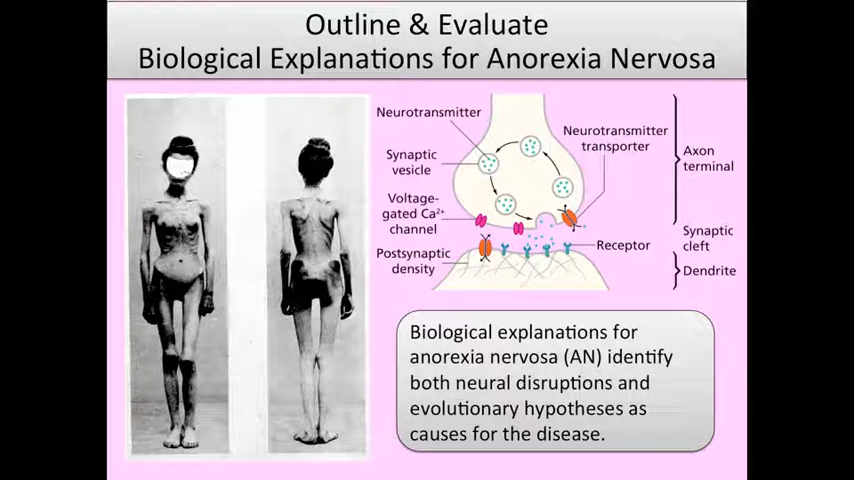 Outline & Evaluate
Biological Explanations for Anorexia Nervosa
Neurotransmitter
Neurotransmitter
transporter
Synaptic
vesicle
Axon
terminal
Voltage-
gated Ca²⁺
channel
Synaptic
cleft
Receptor
Postsynaptic
density
Dendrite
Biological explanations for
anorexia nervosa (AN) identify
both neural disruptions and
evolutionary hypotheses as
causes for the disease.